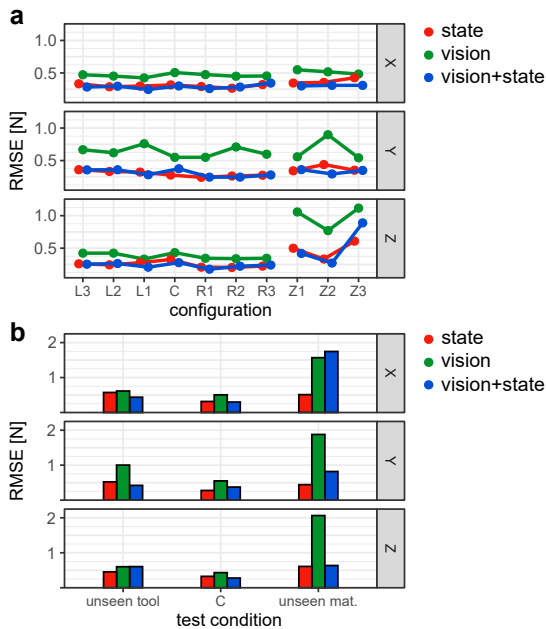 a
state
vision
vision+state
RMSE [N]
1.0
0.5
X
1.0
0.5
Y
1.0
0.5
Z
L3 L2 L1 C R1 R2 R3 Z1 Z2 Z3
configuration
b
state
vision
vision+state
RMSE [N]
2
1
X
2
1
Y
2
1
Z
unseen tool C unseen mat.
test condition